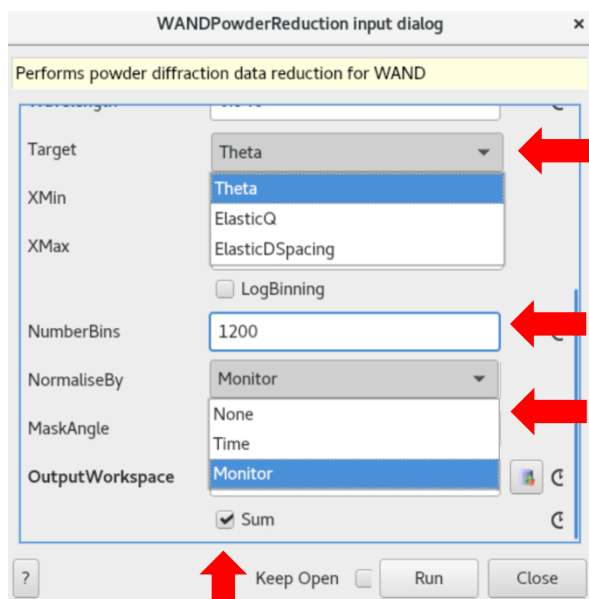 WANDPowderReduction input dialog ×
Performs powder diffraction data reduction for WAND
Target Theta
Theta
XMin
ElasticQ
XMax ElasticDSpacing
LogBinning
NumberBins 1200
NormaliseBy Monitor
None
MaskAngle
Time
OutputWorkspace Monitor
Sum
? Keep Open Run Close